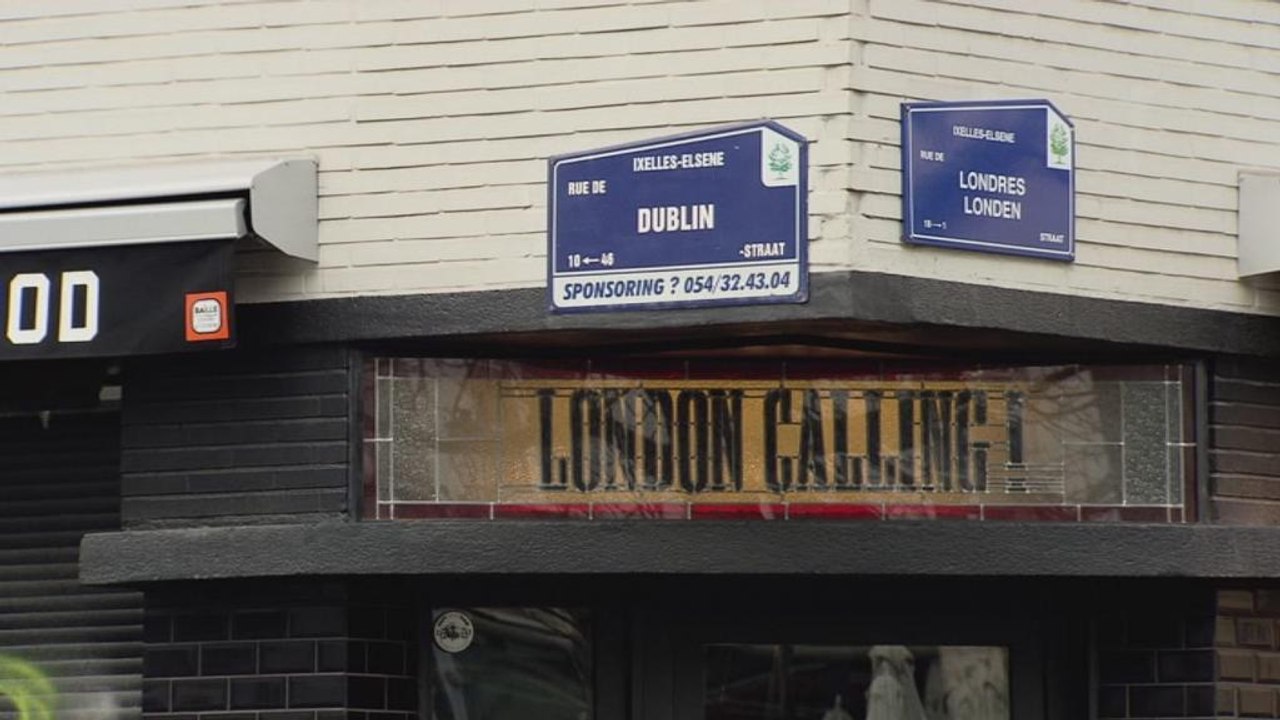 IXELLES-ELSENE
RUE DE
DUBLIN
-STRAAT
10 ←46
SPONSORING ? 054/32.43.04
IXELLES-ELSENE
RUE DE
LONDRES
LONDEN
STRAAT
OD
LONDON CALLING !